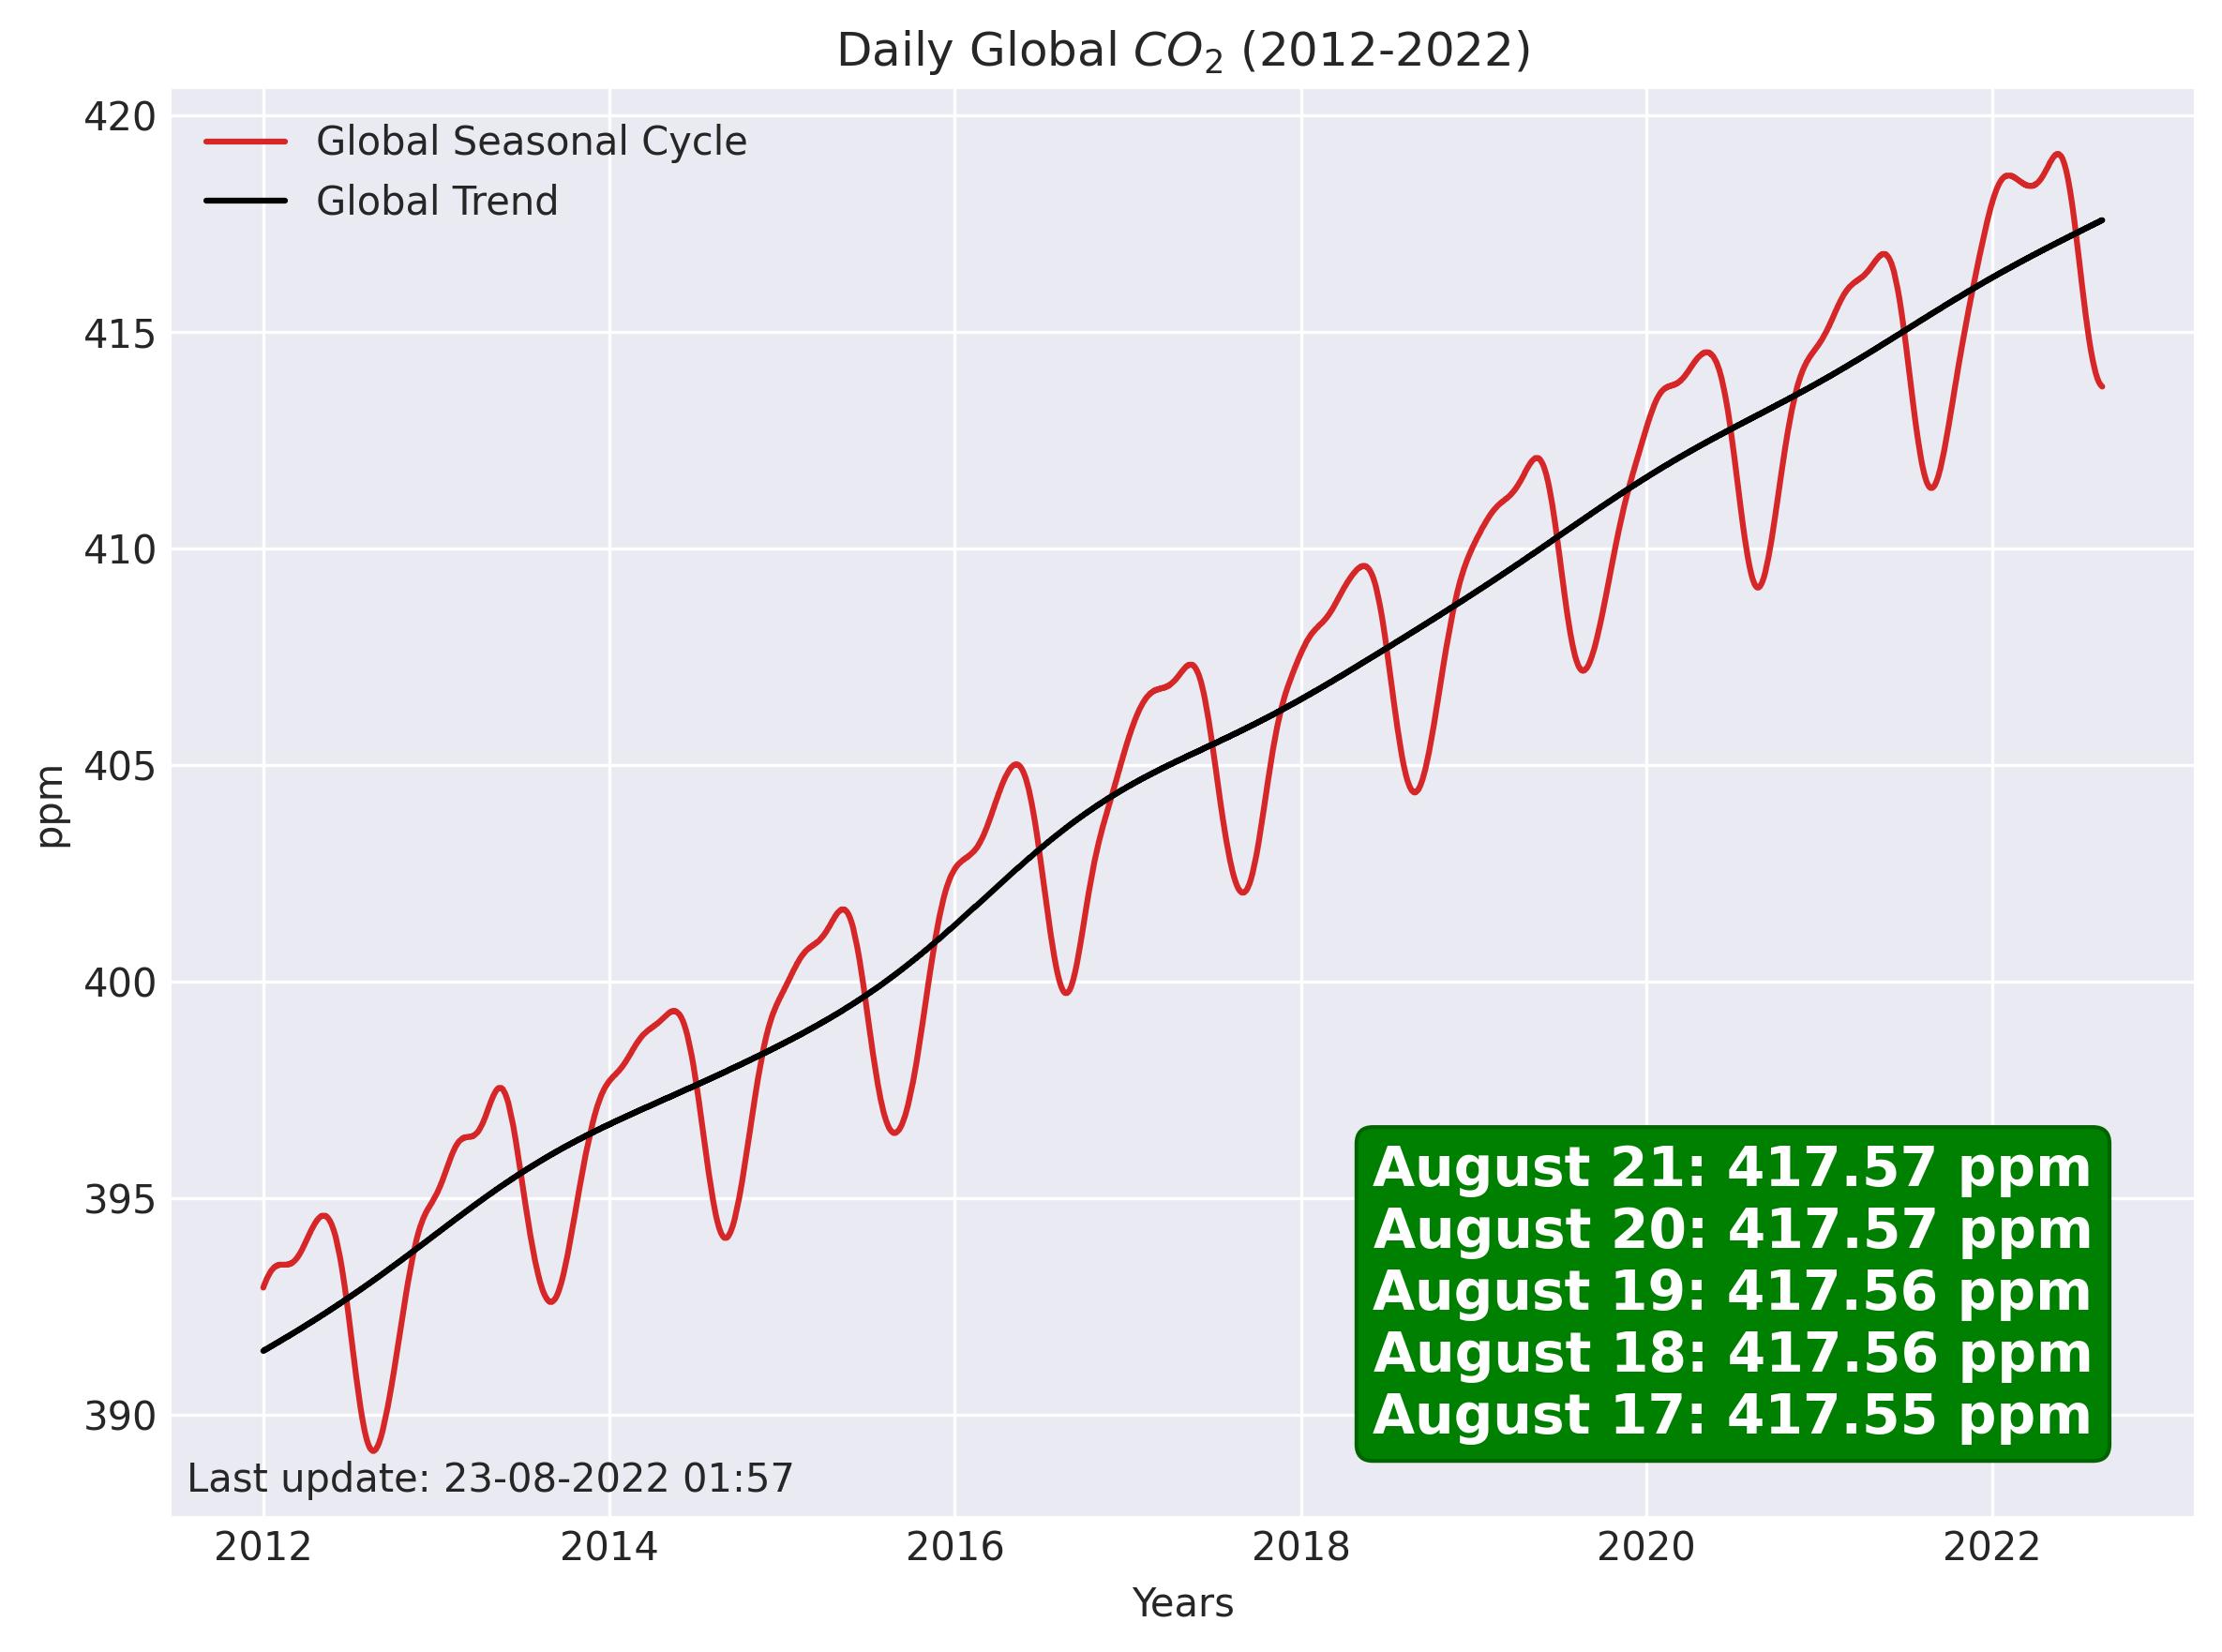 Daily Global CO₂ (2012-2022)
420
415
410
405
400
395
390
ppm
Global Seasonal Cycle
Global Trend
August 21: 417.57 ppm
August 20: 417.57 ppm
August 19: 417.56 ppm
August 18: 417.56 ppm
August 17: 417.55 ppm
Last update: 23-08-2022 01:57
2012 2014 2016 2018 2020 2022
Years